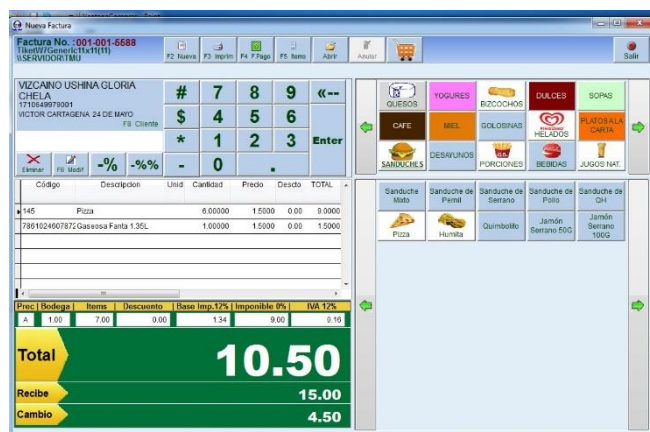 Nueva Factura
Factura No. :001-001-5588
TiketW7Generic11x11(11)
\\SERVIDOR\TMU
F2 Nueva F3 Imprim F4 F.Pago F5 Items Abrir Anular Salir
VIZCAINO USHINA GLORIA
CHELA
1710649979001
VICTOR CARTAGENA 24 DE MAYO
F8 Cliente
# 7 8 9 «--
$ 4 5 6
* 1 2 3 Enter
- 0 .
Eliminar F6 Modif -% -%%
Código Descripcion Unid Cantidad Precio Descto TOTAL
145 Pizza 6.00000 1.5000 0.00 9.0000
7861024607872 Gaseosa Fanta 1.35L 1.00000 1.5000 0.00 1.5000
Prec | Bodega | Items | Descuento | Base Imp.12% | Imponible 0% | IVA 12%
A 1.00 7.00 0.00 1.34 9.00 0.16
Total 10.50
Recibe 15.00
Cambio 4.50
QUESOS YOGURES BIZCOCHOS DULCES SOPAS
CAFE MIEL GOLOSINAS HELADOS PLATOS A LA CARTA
SANDUCHES DESAYUNOS PORCIONES BEBIDAS JUGOS NAT.
Sanduche Mixto Sanduche de Pernil Sanduche de Serrano Sanduche de Pollo Sanduche de QH
Pizza Humita Quimbolito Jamón Serrano 50G Jamón Serrano 100G